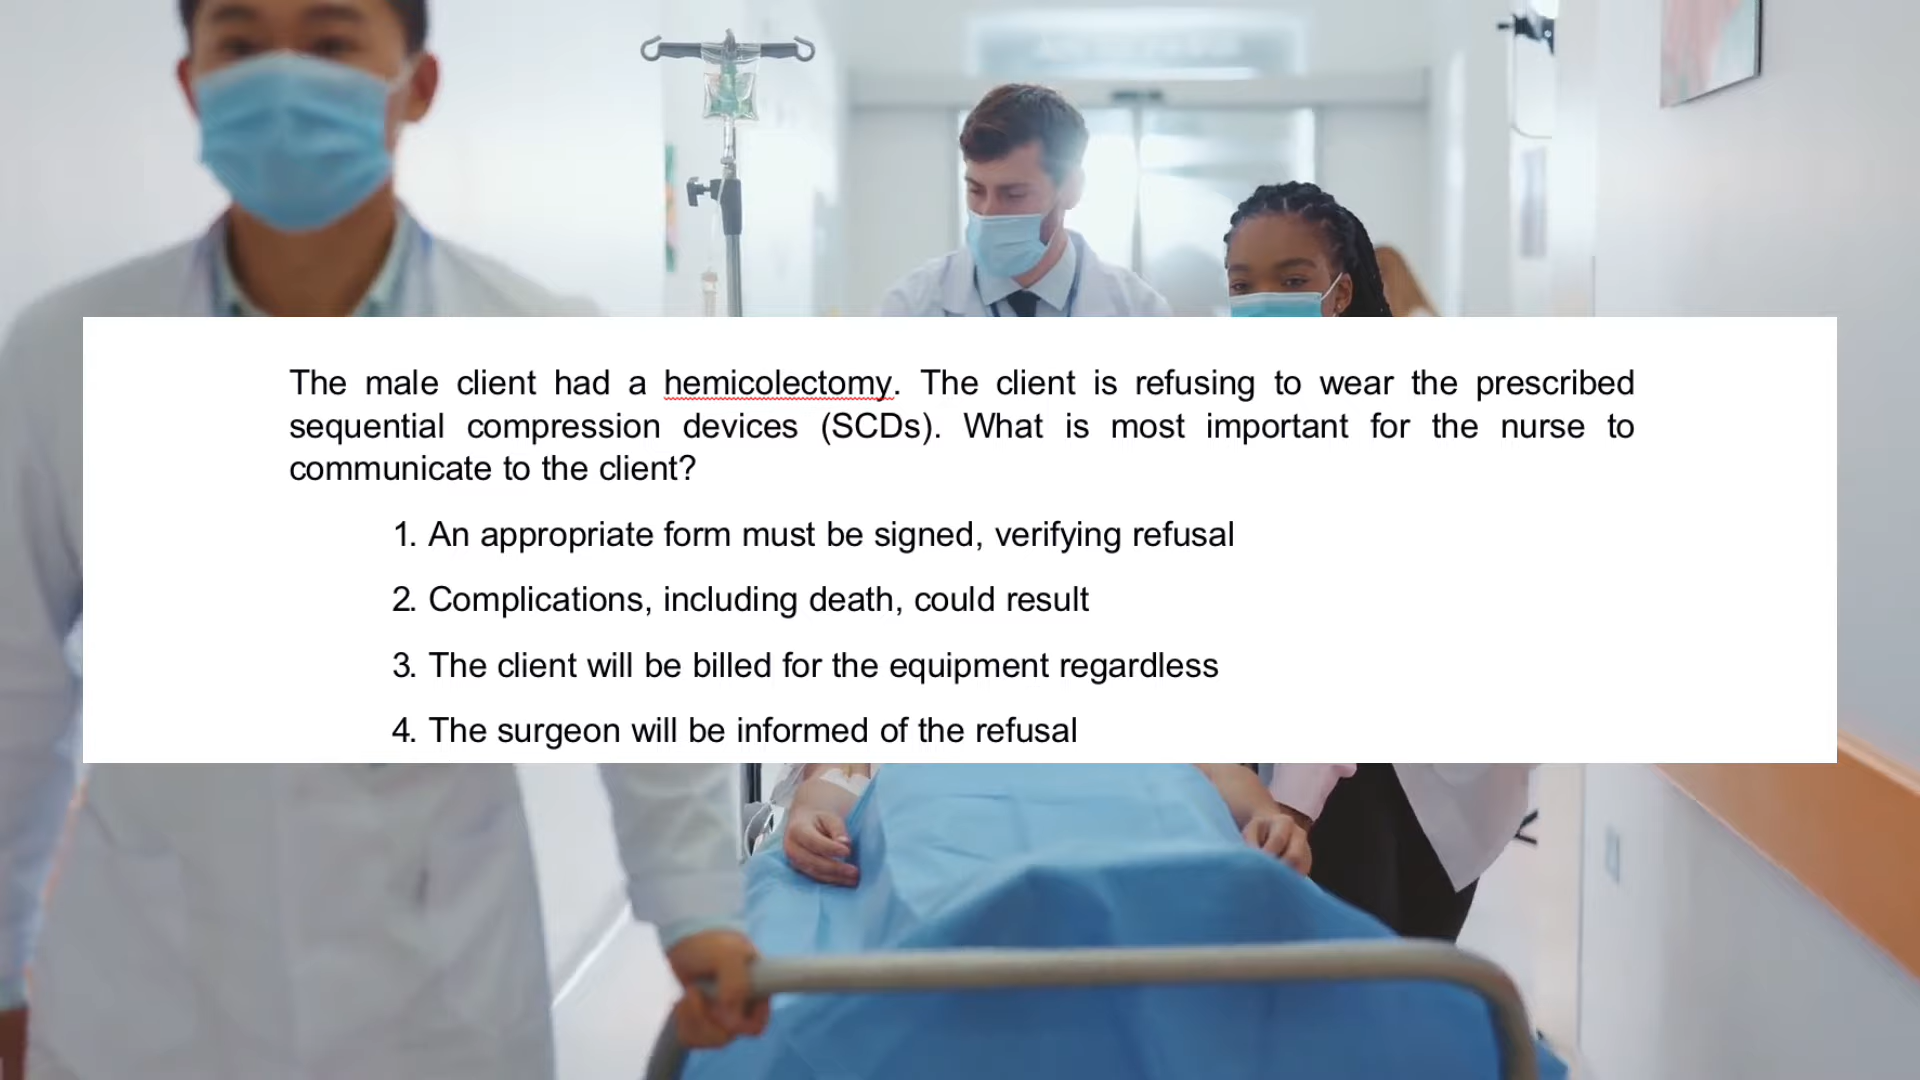 The male client had a hemicolectomy. The client is refusing to wear the prescribed
sequential compression devices (SCDs). What is most important for the nurse to
communicate to the client?
1. An appropriate form must be signed, verifying refusal
2. Complications, including death, could result
3. The client will be billed for the equipment regardless
4. The surgeon will be informed of the refusal